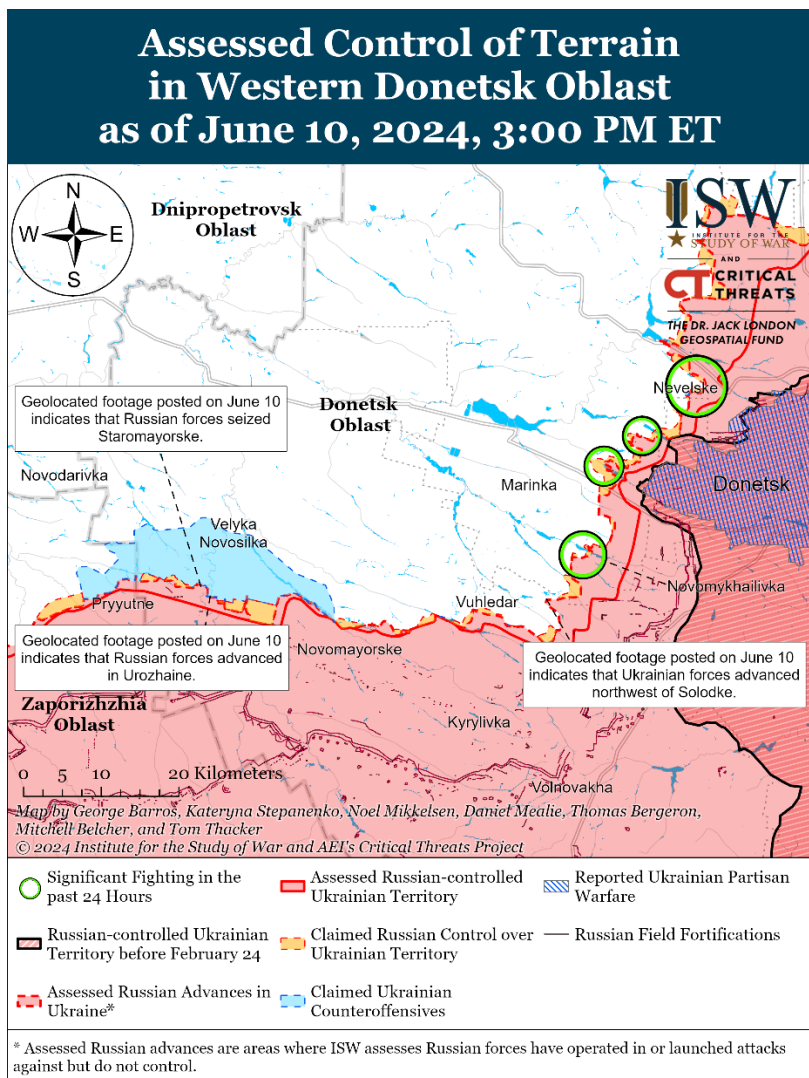 Assessed Control of Terrain
in Western Donetsk Oblast
as of June 10, 2024, 3:00 PM ET
N
W E
S
Dnipropetrovsk
Oblast
ISW
INSTITUTE FOR THE
STUDY OF WAR
AND
CT CRITICAL
THREATS
THE DR. JACK LONDON
GEOSPATIAL FUND
Nevelske
Geolocated footage posted on June 10
indicates that Russian forces seized
Staromayorske.
Donetsk
Oblast
Novodarivka
Marinka
Donetsk
Velyka
Novosilka
Novomykhailivka
Pryyutne
Vuhledar
Geolocated footage posted on June 10
indicates that Russian forces advanced
in Urozhaine.
Novomayorske
Geolocated footage posted on June 10
indicates that Ukrainian forces advanced
northwest of Solodke.
Zaporizhzhia
Oblast
Kyrylivka
0 5 10 20 Kilometers
Volnovakha
Map by George Barros, Kateryna Stepanenko, Noel Mikkelsen, Daniel Mealie, Thomas Bergeron,
Mitchell Belcher, and Tom Thacker
© 2024 Institute for the Study of War and AEI's Critical Threats Project
Significant Fighting in the
past 24 Hours
Assessed Russian-controlled
Ukrainian Territory
Reported Ukrainian Partisan
Warfare
Russian-controlled Ukrainian
Territory before February 24
Claimed Russian Control over
Ukrainian Territory
Russian Field Fortifications
Assessed Russian Advances in
Ukraine*
Claimed Ukrainian
Counteroffensives
* Assessed Russian advances are areas where ISW assesses Russian forces have operated in or launched attacks
against but do not control.